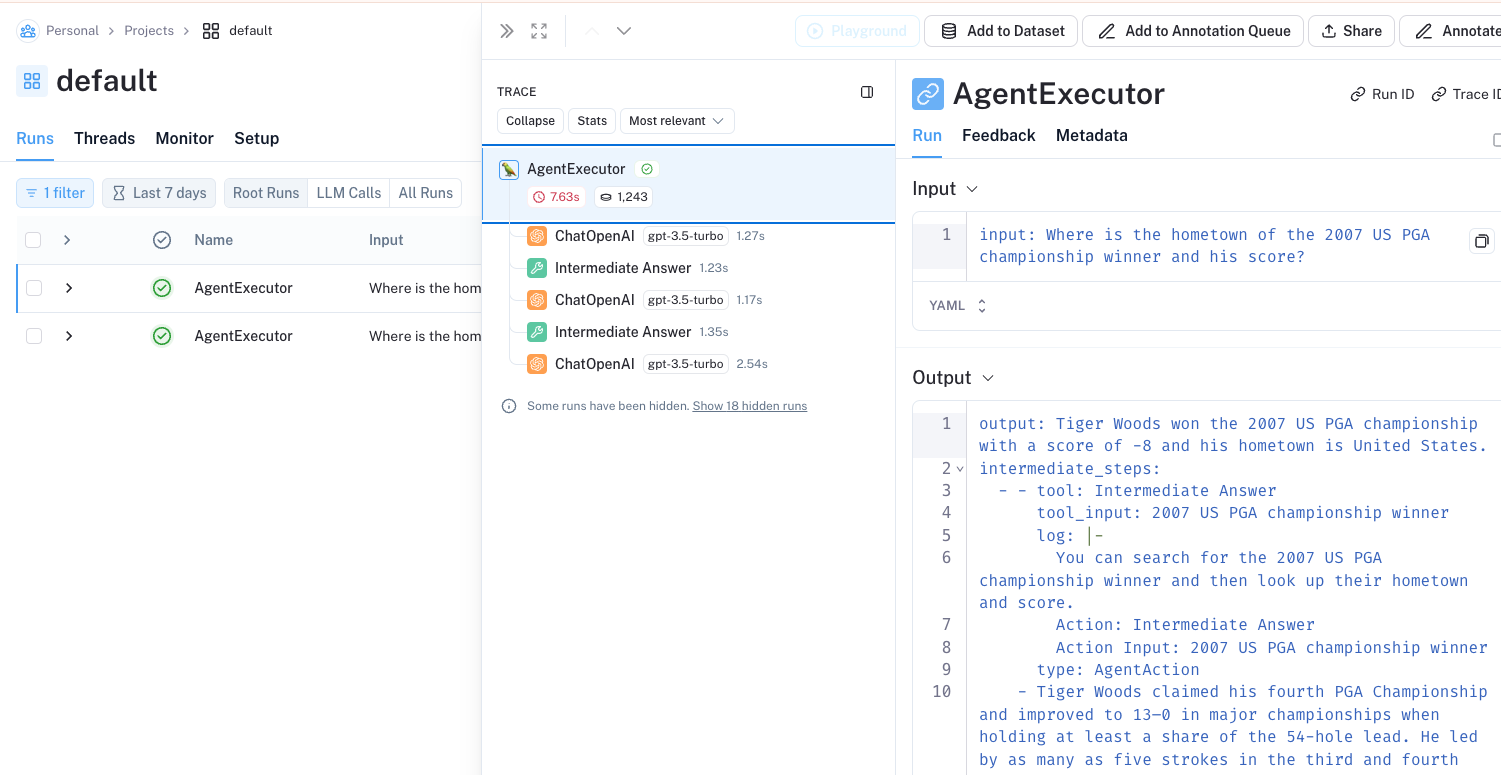 Personal > Projects > default
default
Runs Threads Monitor Setup
1 filter Last 7 days Root Runs LLM Calls All Runs
Name Input
AgentExecutor Where is the hom
AgentExecutor Where is the hom
Playground Add to Dataset Add to Annotation Queue Share Annotate
TRACE
Collapse Stats Most relevant
AgentExecutor
7.63s 1,243
ChatOpenAI gpt-3.5-turbo 1.27s
Intermediate Answer 1.23s
ChatOpenAI gpt-3.5-turbo 1.17s
Intermediate Answer 1.35s
ChatOpenAI gpt-3.5-turbo 2.54s
Some runs have been hidden. Show 18 hidden runs
AgentExecutor Run ID Trace ID
Run Feedback Metadata
Input
1 input: Where is the hometown of the 2007 US PGA
championship winner and his score?
YAML
Output
1 output: Tiger Woods won the 2007 US PGA championship
with a score of -8 and his hometown is United States.
2 intermediate_steps:
3 - - tool: Intermediate Answer
4 tool_input: 2007 US PGA championship winner
5 log: |-
6 You can search for the 2007 US PGA
championship winner and then look up their hometown
and score.
7 Action: Intermediate Answer
8 Action Input: 2007 US PGA championship winner
9 type: AgentAction
10 - Tiger Woods claimed his fourth PGA Championship
and improved to 13–0 in major championships when
holding at least a share of the 54-hole lead. He led
by as many as five strokes in the third and fourth